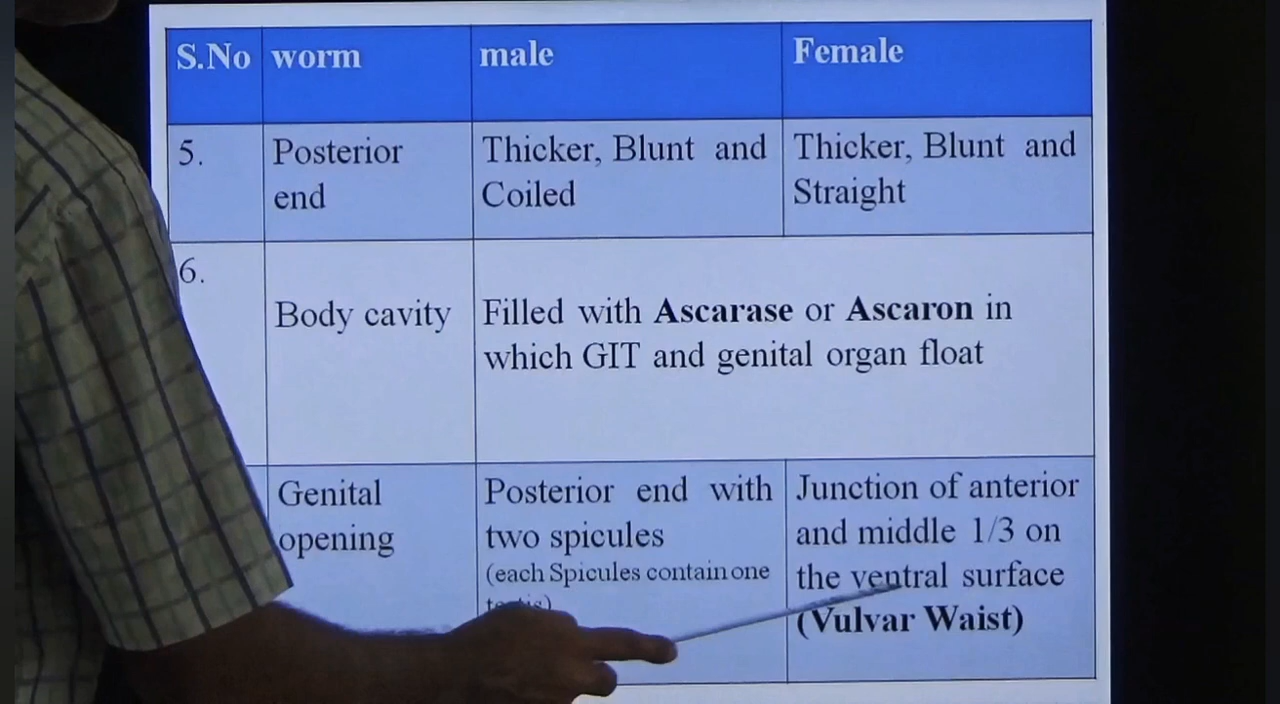 S.No worm male Female
5. Posterior end Thicker, Blunt and Coiled Thicker, Blunt and Straight
6. Body cavity Filled with Ascarase or Ascaron in which GIT and genital organ float
Genital opening Posterior end with two spicules (each Spicules contain one Junction of anterior and middle 1/3 on the ventral surface (Vulvar Waist)